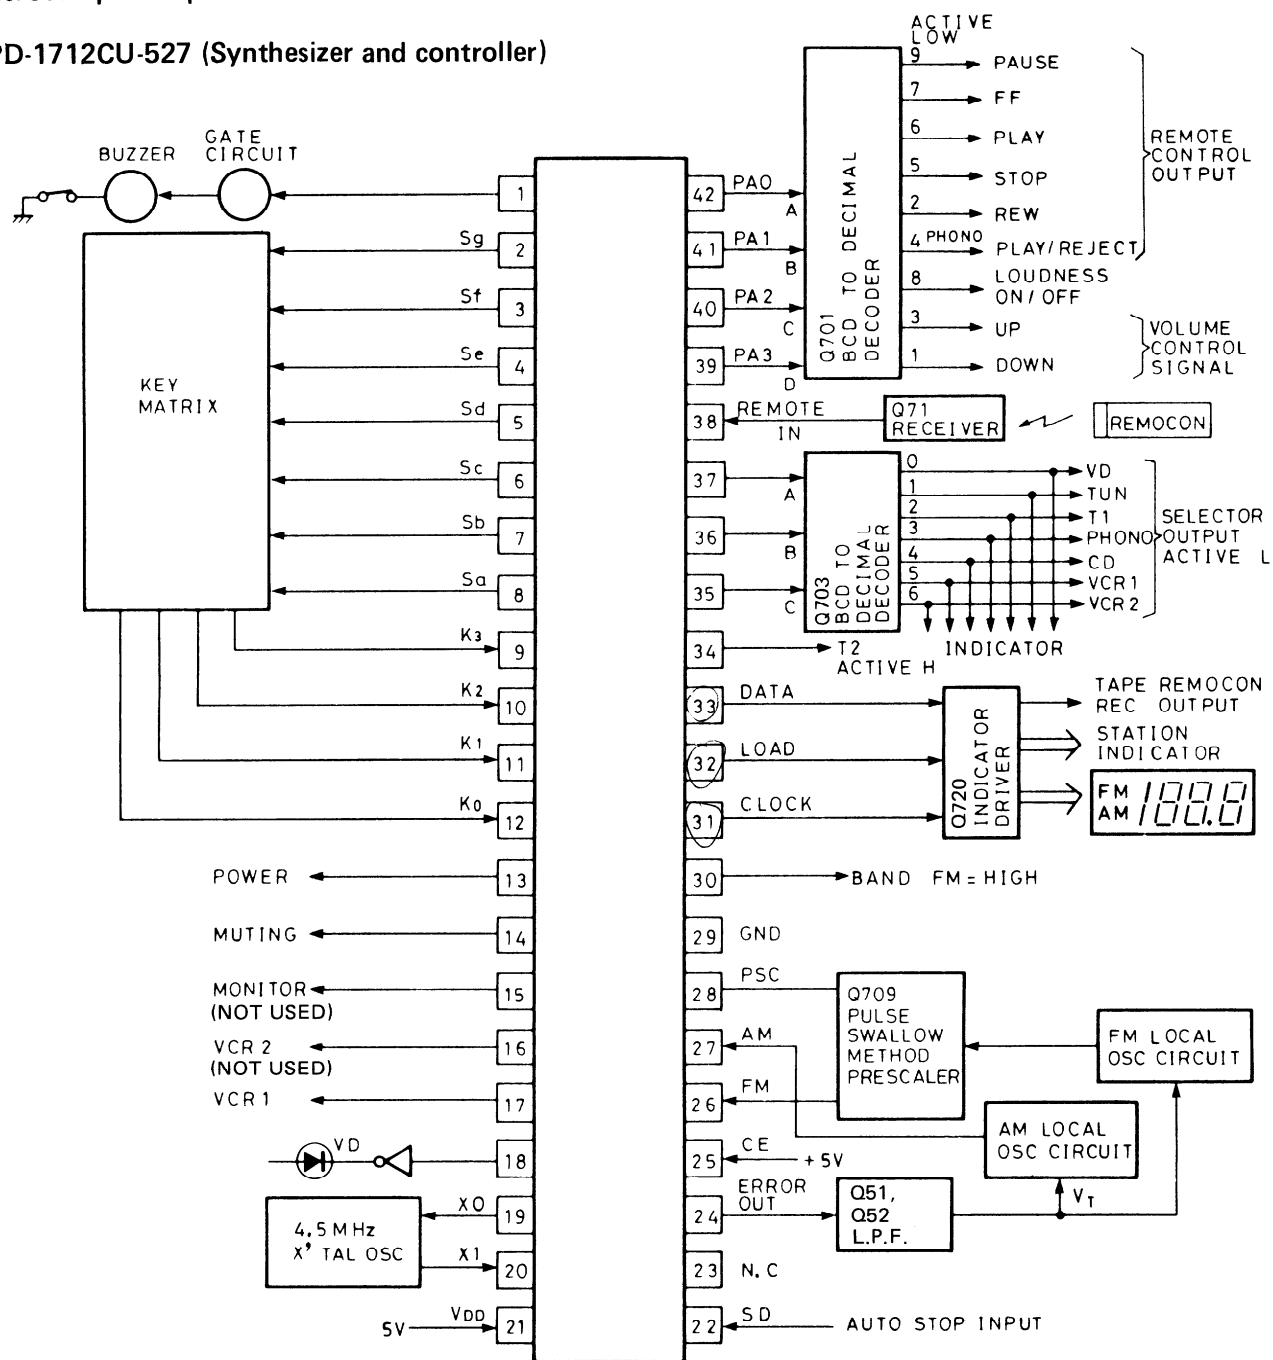 PD-1712CU-527 (Synthesizer and controller)
BUZZER
GATE
CIRCUIT
KEY
MATRIX
1
Sg 2
Sf 3
Se 4
Sd 5
Sc 6
Sb 7
Sa 8
K3 9
K2 10
K1 11
K0 12
POWER 13
MUTING 14
MONITOR 15
(NOT USED)
VCR 2 16
(NOT USED)
VCR 1 17
VD 18
4.5MHz
X' TAL OSC
XO 19
X1 20
5V VDD 21
42 PA0 A
41 PA1 B
40 PA2 C
39 PA3 D
Q701
BCD TO DECIMAL
DECODER
ACTIVE
LOW
9 PAUSE
7 FF
6 PLAY
5 STOP
2 REW
4 PHONO PLAY/REJECT
8 LOUDNESS
ON/OFF
3 UP
1 DOWN
REMOTE
CONTROL
OUTPUT
VOLUME
CONTROL
SIGNAL
38 REMOTE
IN
Q71
RECEIVER
REMOCON
37 A
36 B
35 C
Q703
BCD TO
DECIMAL
DECODER
0 VD
1 TUN
2 T1
3 PHONO
4 CD
5 VCR1
6 VCR2
SELECTOR
OUTPUT
ACTIVE L
INDICATOR
34 T2
ACTIVE H
33 DATA
32 LOAD
31 CLOCK
Q720
INDICATOR
DRIVER
TAPE REMOCON
REC OUTPUT
STATION
INDICATOR
FM
AM
188.8
30 BAND FM=HIGH
29 GND
28 PSC
27 AM
26 FM
Q709
PULSE
SWALLOW
METHOD
PRESCALER
FM LOCAL
OSC CIRCUIT
AM LOCAL
OSC CIRCUIT
25 CE +5V
24 ERROR
OUT
Q51,
Q52
L.P.F.
VT
23 N.C
22 SD AUTO STOP INPUT